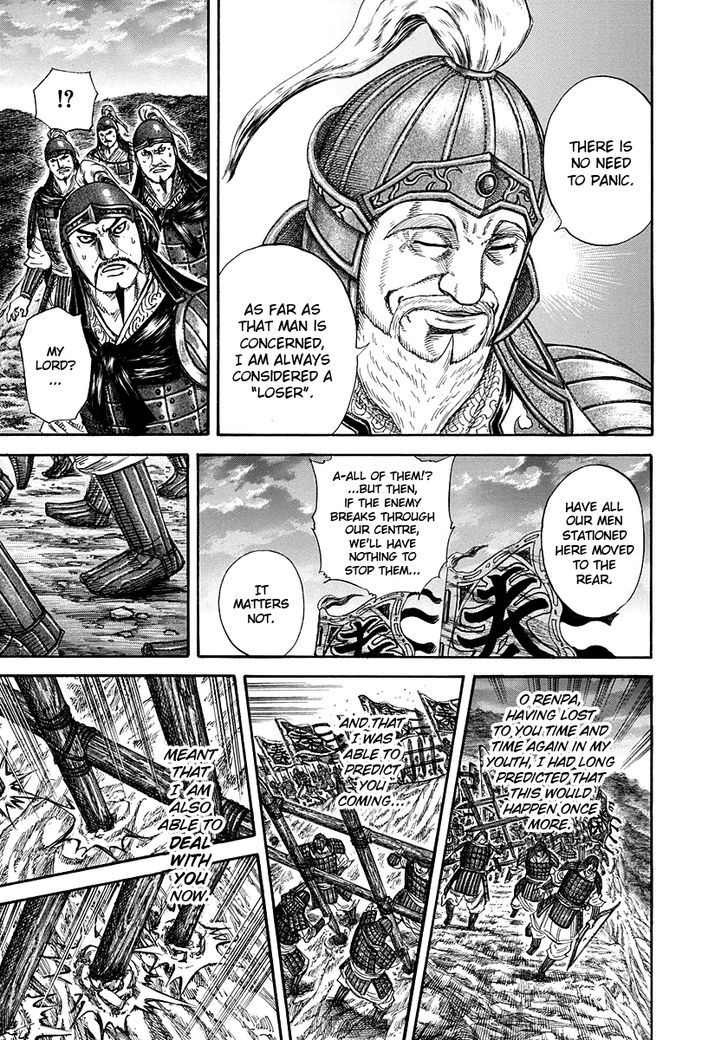 THERE IS
NO NEED
TO PANIC.
AS FAR AS
THAT MAN IS
CONCERNED,
I AM ALWAYS
CONSIDERED A
"LOSER".
!?
MY
LORD?
...
HAVE ALL
OUR MEN
STATIONED
HERE MOVED
TO THE
REAR.
A-ALL OF THEM!?
...BUT THEN,
IF THE ENEMY
BREAKS THROUGH
OUR CENTRE,
WE'LL HAVE
NOTHING TO
STOP THEM...
IT
MATTERS
NOT.
O RENPA,
HAVING LOST
TO YOU TIME AND
TIME AGAIN IN MY
YOUTH, I HAD LONG
PREDICTED THAT
THIS WOULD
HAPPEN ONCE
MORE.
AND THAT
I WAS
ABLE TO
PREDICT
YOU
COMING...
MEANT
THAT I AM
ALSO
ABLE TO
DEAL
WITH
YOU
NOW.